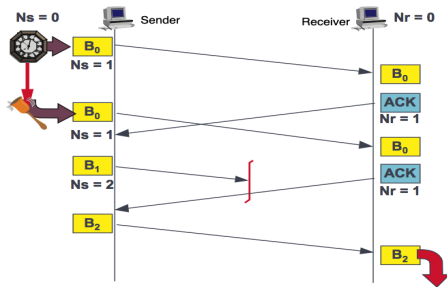 Ns = 0
Sender
Receiver
Nr = 0
B₀
Ns = 1
B₀
ACK
Nr = 1
B₀
Ns = 1
B₀
B₁
Ns = 2
ACK
Nr = 1
B₂
B₂